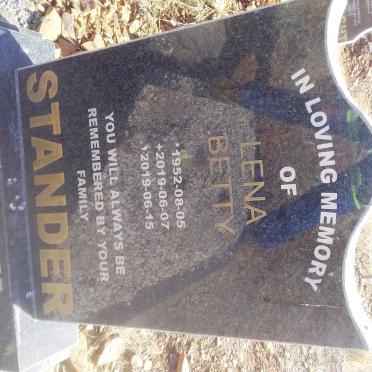 IN LOVING MEMORY
OF
LENA
BETTY
*1952-08-05
+2019-06-07
†2019-06-15
YOU WILL ALWAYS BE
REMEMBERED BY YOUR
FAMILY
STANDER